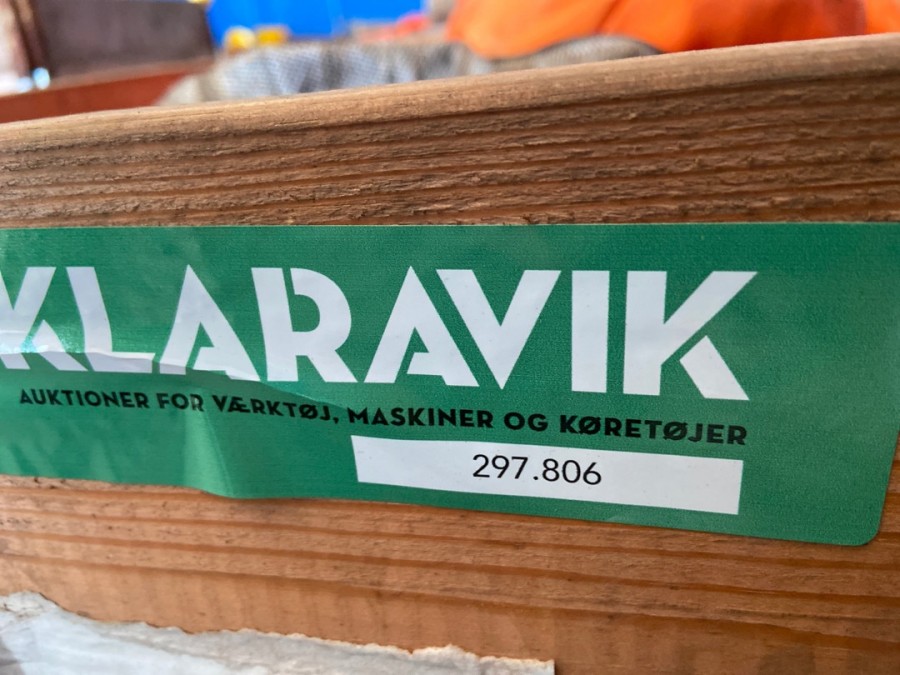 KLARAVIK
AUKTIONER FOR VÆRKTØJ, MASKINER OG KØRETØJER
297.806